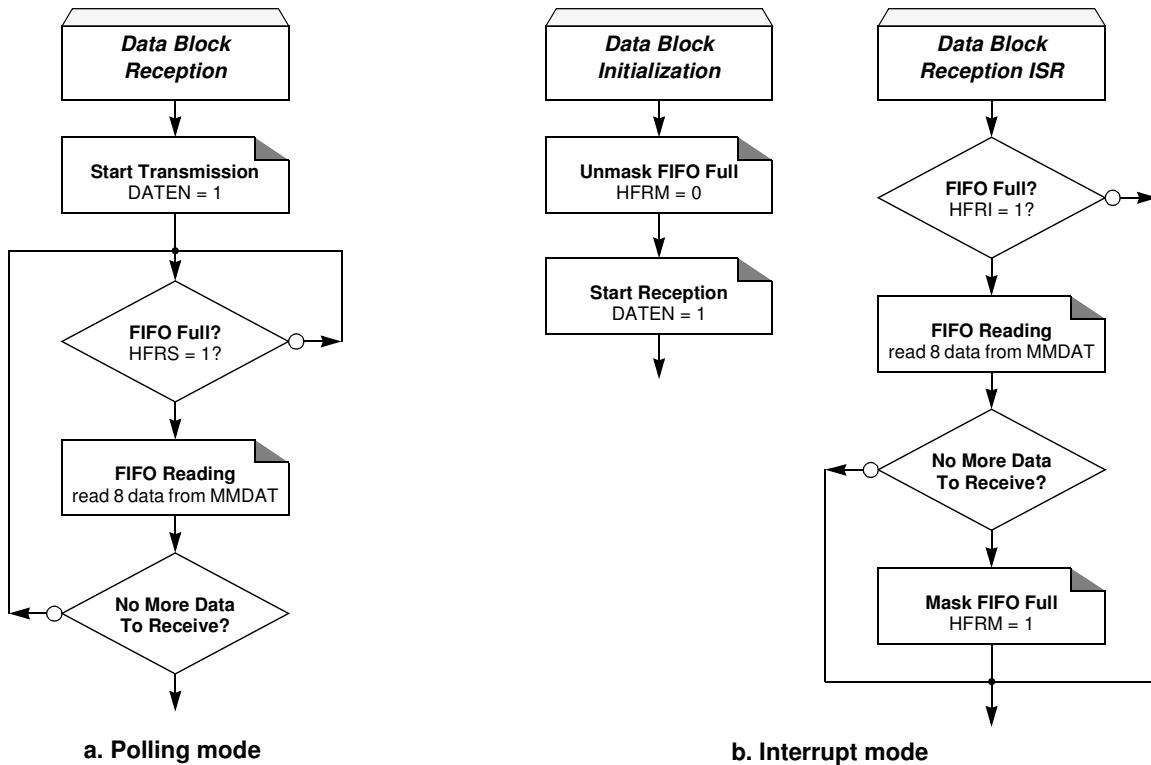 Data Block
Reception
Start Transmission
DATEN = 1
FIFO Full?
HFRS = 1?
FIFO Reading
read 8 data from MMDAT
No More Data
To Receive?
a. Polling mode
Data Block
Initialization
Unmask FIFO Full
HFRM = 0
Start Reception
DATEN = 1
Data Block
Reception ISR
FIFO Full?
HFRI = 1?
FIFO Reading
read 8 data from MMDAT
No More Data
To Receive?
Mask FIFO Full
HFRM = 1
b. Interrupt mode